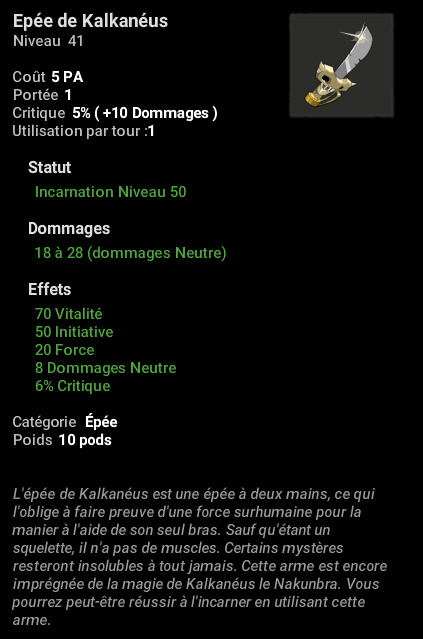 Epée de Kalkanéus
Niveau 41
Coût 5 PA
Portée 1
Critique 5% ( +10 Dommages )
Utilisation par tour :1
Statut
Incarnation Niveau 50
Dommages
18 à 28 (dommages Neutre)
Effets
70 Vitalité
50 Initiative
20 Force
8 Dommages Neutre
6% Critique
Catégorie Épée
Poids 10 pods
L'épée de Kalkanéus est une épée à deux mains, ce qui
l'oblige à faire preuve d'une force surhumaine pour la
manier à l'aide de son seul bras. Sauf qu'étant un
squelette, il n'a pas de muscles. Certains mystères
resteront insolubles à tout jamais. Cette arme est encore
imprégnée de la magie de Kalkanéus le Nakunbra. Vous
pourrez peut-être réussir à l'incarner en utilisant cette
arme.